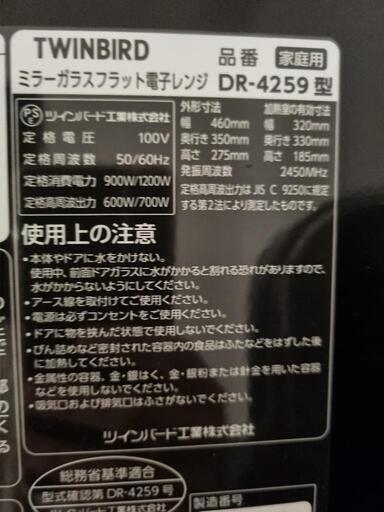 TWINBIRD 品番 家庭用
ミラーガラスフラット電子レンジ DR-4259型
PSE ツインバード工業株式会社
定格電圧 100V
定格周波数 50/60Hz
定格消費電力 900W/1200W
定格高周波出力 600W/700W
外形寸法
幅 460mm
奥行き 350mm
高さ 275mm
加熱室の有効寸法
幅 320mm
奥行き 330mm
高さ 185mm
発振周波数 2450MHz
定格高周波出力は JIS C 9250に規定
する第2法により測定したものです。
使用上の注意
・本体やドアに水をかけない。
使用中、前面ドアガラスに水がかかると割れる恐れがありますので、
水がかからないようにしてください。
・アース線を取付けてご使用ください。
・電源は必ずコンセントをご使用ください。
・ドアに物を挟んだ状態で使用しないでください。
・びん詰めなど密封された容器内の食品はふたなどをはずした後
に加熱してください。
・金属性の容器、金・銀はく、金・銀粉または針金を用いた容器
などを使用しないでください。
・吸気口および排気口はふさがないでください。
ツインバード工業株式会社
総務省基準適合
型式確認第 DR-4259 号
製造番号